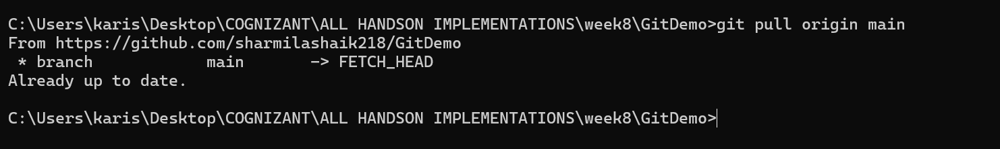 C:\Users\karis\Desktop\COGNIZANT\ALL HANDSON IMPLEMENTATIONS\week8\GitDemo>git pull origin main
From https://github.com/sharmilashaik218/GitDemo
 * branch            main       -> FETCH_HEAD
Already up to date.
C:\Users\karis\Desktop\COGNIZANT\ALL HANDSON IMPLEMENTATIONS\week8\GitDemo>